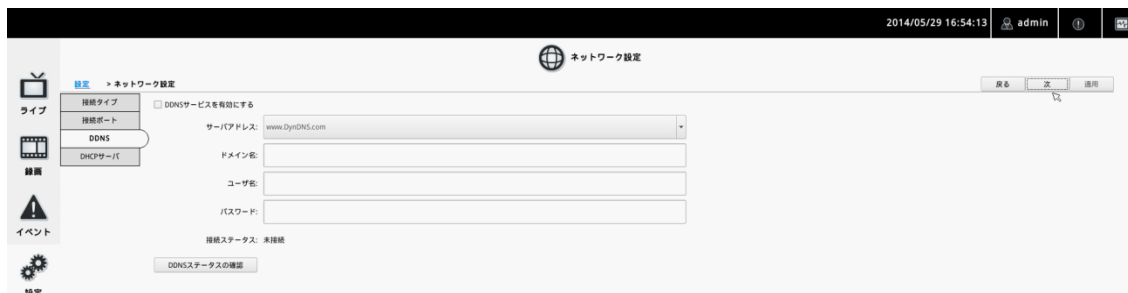 2014/05/29 16:54:13 admin
ネットワーク設定
設定 > ネットワーク設定
戻る 次 適用
ライブ
録画
イベント
設定
接続タイプ
接続ポート
DDNS
DHCPサーバ
DDNSサービスを有効にする
サーバアドレス: www.DynDNS.com
ドメイン名:
ユーザ名:
パスワード:
接続ステータス: 未接続
DDNSステータスの確認